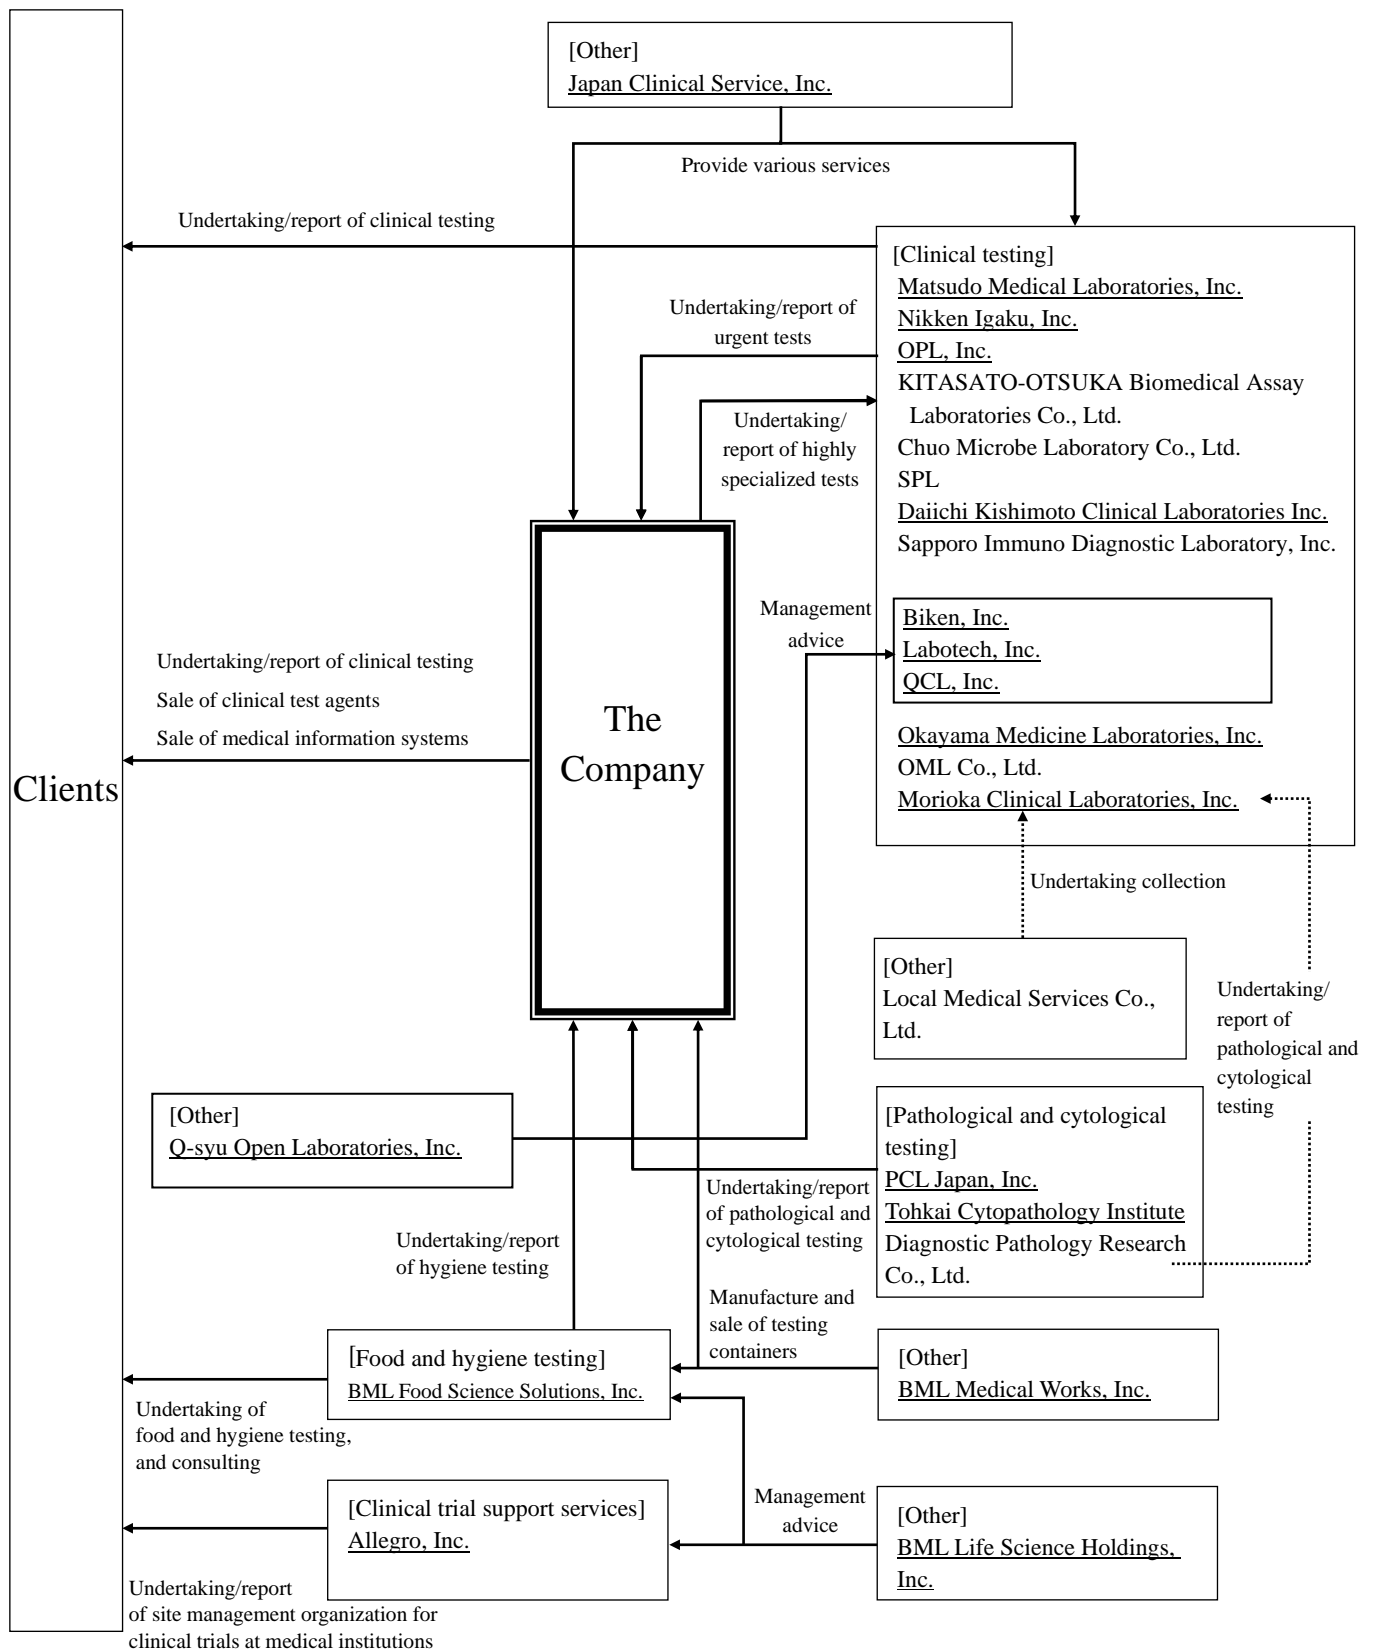 [Other]
Japan Clinical Service, Inc.
Provide various services
Undertaking/report of clinical testing
[Clinical testing]
Matsudo Medical Laboratories, Inc.
Nikken Igaku, Inc.
OPL, Inc.
KITASATO-OTSUKA Biomedical Assay
Laboratories Co., Ltd.
Chuo Microbe Laboratory Co., Ltd.
SPL
Daiichi Kishimoto Clinical Laboratories Inc.
Sapporo Immuno Diagnostic Laboratory, Inc.
Biken, Inc.
Labotech, Inc.
QCL, Inc.
Okayama Medicine Laboratories, Inc.
OML Co., Ltd.
Morioka Clinical Laboratories, Inc.
Undertaking/report of
urgent tests
Undertaking/
report of highly
specialized tests
Management
advice
Undertaking/report of clinical testing
Sale of clinical test agents
Sale of medical information systems
The
Company
Clients
Undertaking collection
[Other]
Local Medical Services Co.,
Ltd.
Undertaking/
report of
pathological and
cytological
testing
[Other]
Q-syu Open Laboratories, Inc.
[Pathological and cytological
testing]
PCL Japan, Inc.
Tohkai Cytopathology Institute
Diagnostic Pathology Research
Co., Ltd.
Undertaking/report
of pathological and
cytological testing
Undertaking/report
of hygiene testing
Manufacture and
sale of testing
containers
[Food and hygiene testing]
BML Food Science Solutions, Inc.
[Other]
BML Medical Works, Inc.
Undertaking of
food and hygiene testing,
and consulting
[Clinical trial support services]
Allegro, Inc.
Management
advice
[Other]
BML Life Science Holdings,
Inc.
Undertaking/report
of site management organization for
clinical trials at medical institutions